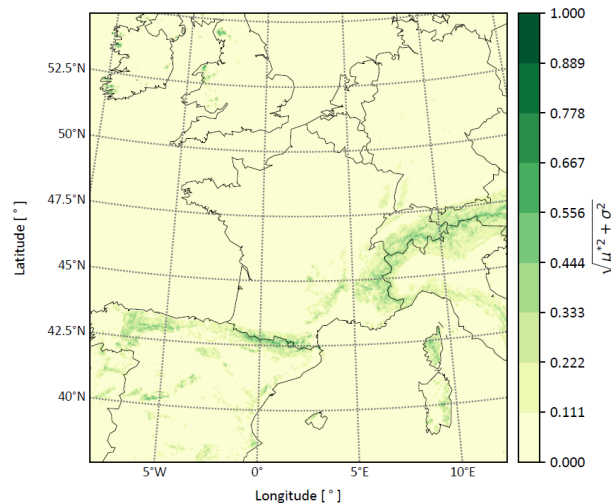 1.000
0.889
0.778
0.667
0.556
0.444
0.333
0.222
0.111
0.000
√μ*2 + σ2
52.5°N
50°N
47.5°N
45°N
42.5°N
40°N
Latitude [ ° ]
5°W
0°
5°E
10°E
Longitude [ ° ]